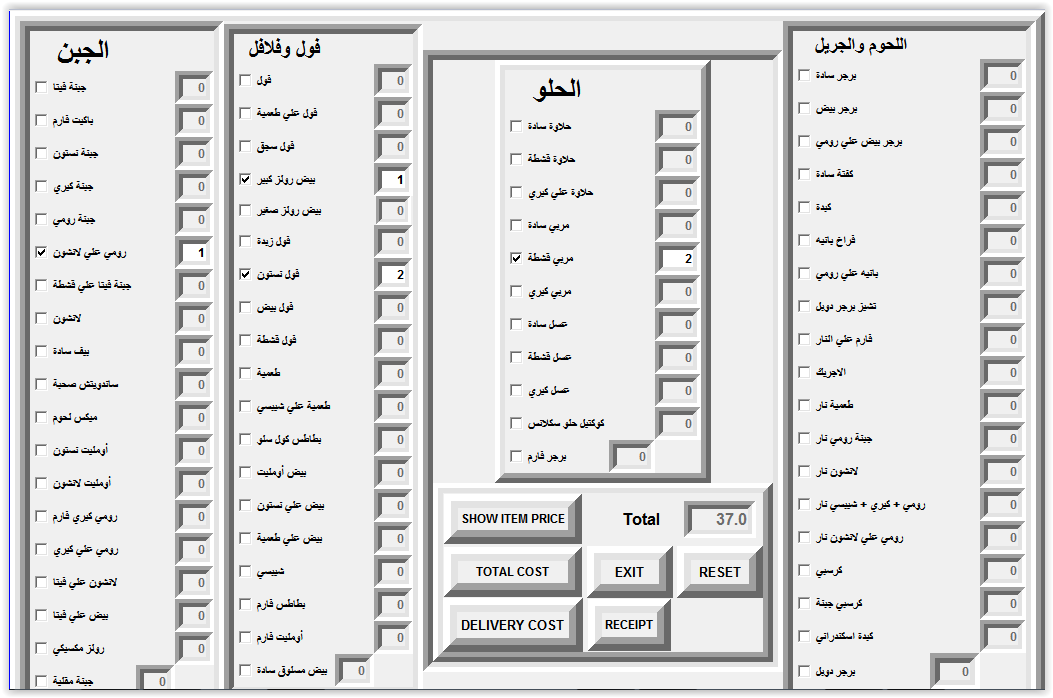 الجبن
جبنة فيتا 0
باكيت فارم 0
جبنة نستون 0
جبنة كيري 0
جبنة رومي 0
رومي علي لانشون 1
جبنة فيتا علي قشطة 0
لانشون 0
بيف سادة 0
ساندويتش صحية 0
ميكس لحوم 0
أومليت نستون 0
أومليت لانشون 0
رومي كيري فارم 0
رومي علي كيري 0
لانشون علي فيتا 0
بيض علي فيتا 0
رولز مكسيكي 0
جبنة مقلية 0
فول وفلافل
فول 0
فول علي طعمية 0
فول سجق 0
بيض رولز كبير 1
بيض رولز صغير 0
فول زبدة 0
فول نستون 2
فول بيض 0
فول قشطة 0
طعمية 0
طعمية علي شيبسي 0
بطاطس كول سلو 0
بيض أومليت 0
بيض علي نستون 0
بيض علي طعمية 0
شيبسي 0
بطاطس فارم 0
أومليت فارم 0
بيض مسلوق سادة 0
الحلو
حلاوة سادة 0
حلاوة قشطة 0
حلاوة علي كيري 0
مربي سادة 0
مربي قشطة 2
مربي كيري 0
عسل سادة 0
عسل قشطة 0
عسل كيري 0
كوكتيل حلو سكلانس 0
برجر فارم 0
SHOW ITEM PRICE Total 37.0
TOTAL COST EXIT RESET
DELIVERY COST RECEIPT
اللحوم والجريل
برجر سادة 0
برجر بيض 0
برجر بيض علي رومي 0
كفتة سادة 0
كبدة 0
فراخ بانيه 0
بانيه علي رومي 0
تشيز برجر دوبل 0
فارم علي النار 0
الاجريك 0
طعمية نار 0
جبنة رومي نار 0
لانشون نار 0
رومي + كيري + شيبسي نار 0
رومي علي لانشون نار 0
كرسبي 0
كرسبي جبنة 0
كبدة اسكندراني 0
برجر دوبل 0